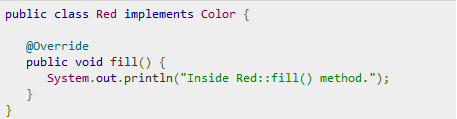 public class Red implements Color {
@Override
public void fill() {
System.out.println("Inside Red::fill() method.");
}
}